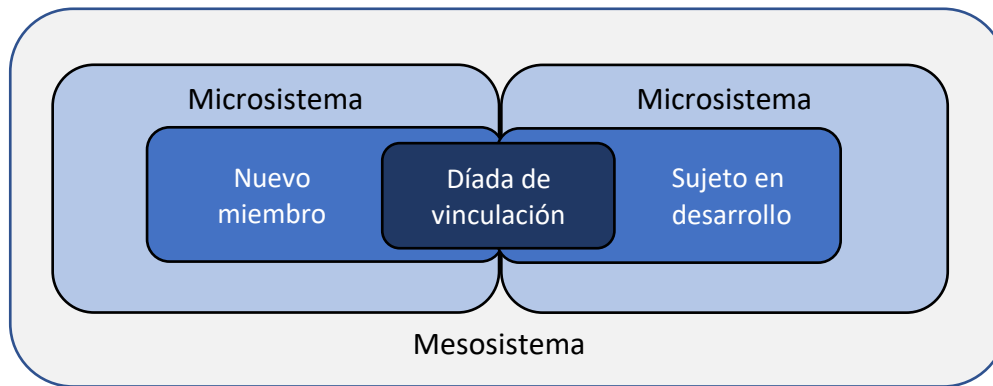 Microsistema
Microsistema
Nuevo
miembro
Díada de
vinculación
Sujeto en
desarrollo
Mesosistema